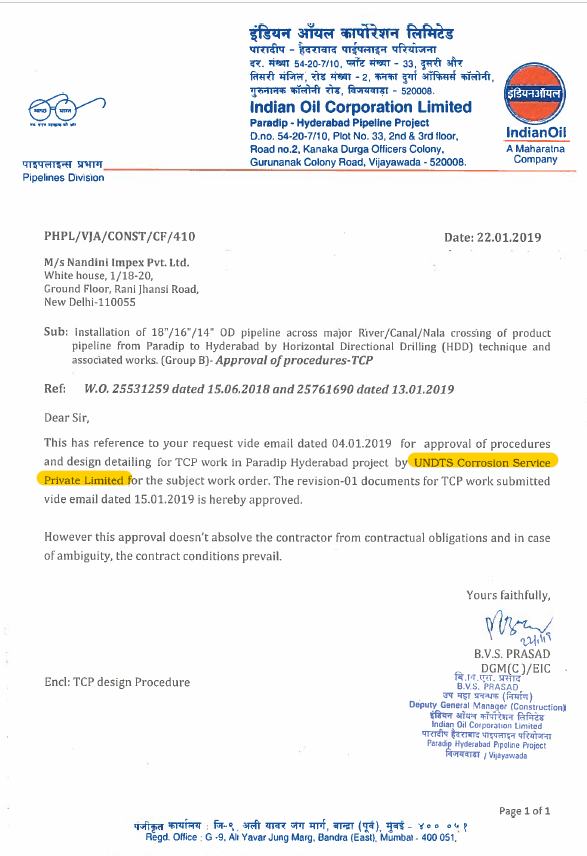 इंडियन ऑयल कार्पोरेशन लिमिटेड
पारादीप - हैदराबाद पाईपलाइन परियोजना
दर. संख्या 54-20-7/10, प्लॉट संख्या - 33, दुसरी और
तिसरी मंजिल, रोड संख्या -2, कनका दुर्गा ऑफिसर्स कॉलोनी,
गुरुनानक कॉलोनी रोड, विजयवाडा - 520008.
Indian Oil Corporation Limited
Paradip - Hyderabad Pipeline Project
D.no. 54-20-7/10, Plot No. 33, 2nd & 3rd floor,
Road no.2, Kanaka Durga Officers Colony,
Gurunanak Colony Road, Vijayawada - 520008.
इंडियनऑयल
IndianOil
A Maharatna
Company
पाइपलाइन्स प्रभाग
Pipelines Division
PHPL/VJA/CONST/CF/410
Date: 22.01.2019
M/s Nandini Impex Pvt. Ltd.
White house, 1/18-20,
Ground Floor, Rani Jhansi Road,
New Delhi-110055
Sub: Installation of 18"/16"/14" OD pipeline across major River/Canal/Nala crossing of product
pipeline from Paradip to Hyderabad by Horizontal Directional Drilling (HDD) technique and
associated works. (Group B)- Approval of procedures-TCP
Ref: W.O. 25531259 dated 15.06.2018 and 25761690 dated 13.01.2019
Dear Sir,
This has reference to your request vide email dated 04.01.2019 for approval of procedures
and design detailing for TCP work in Paradip Hyderabad project by UNDTS Corrosion Service
Private Limited for the subject work order. The revision-01 documents for TCP work submitted
vide email dated 15.01.2019 is hereby approved.
However this approval doesn't absolve the contractor from contractual obligations and in case
of ambiguity, the contract conditions prevail.
Yours faithfully,
B.V.S. PRASAD
DGM(C)/EIC
बि.वि.एस. प्रसाद
B.V.S. PRASAD
उप महा प्रबन्धक (निर्माण)
Deputy General Manager (Construction)
इंडियन ऑयल कॉर्पोरेशन लिमिटेड
Indian Oil Corporation Limited
पारादीप हैदराबाद पाइपलाइन परियोजना
Paradip Hyderabad Pipeline Project
विजयवाडा / Vijayawada
Encl: TCP design Procedure
Page 1 of 1
पंजीकृत कार्यालय : जि-९, अली यावर जंग मार्ग, बान्द्रा (पूर्व), मुंबई - ४०० ०५१
Regd. Office : G -9, Ali Yavar Jung Marg, Bandra (East), Mumbai - 400 051.